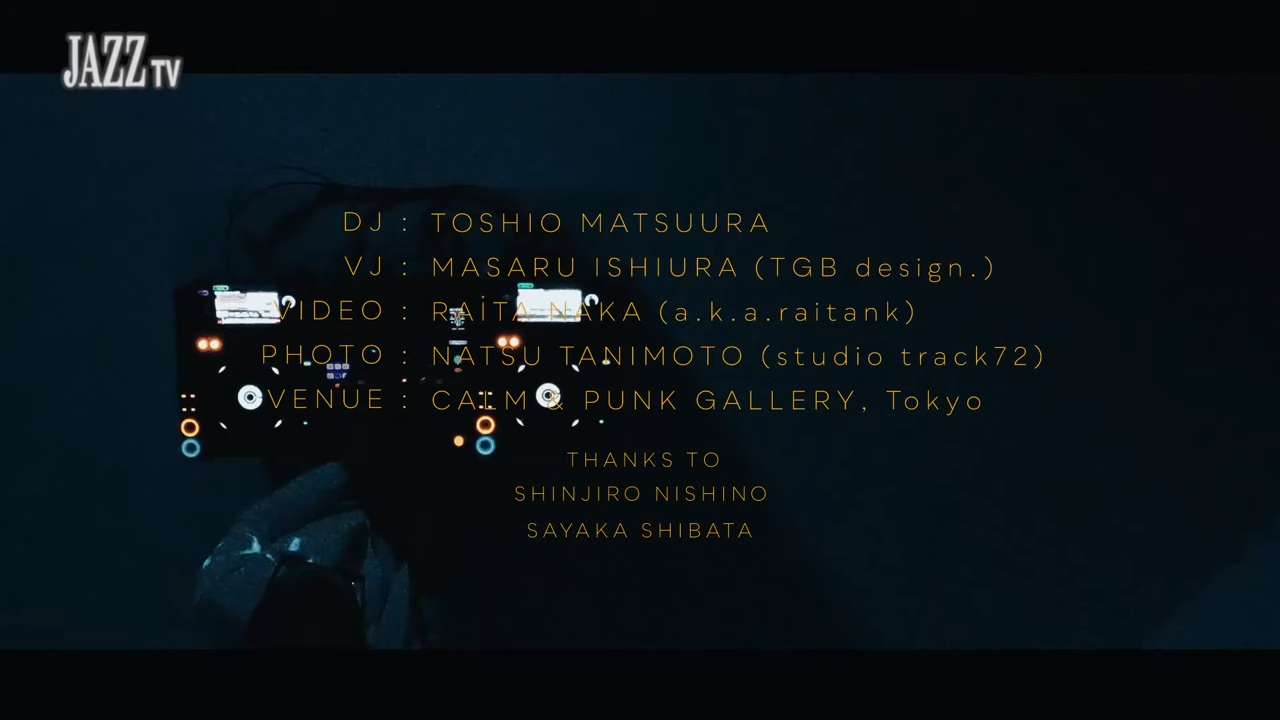 JAZZ TV
DJ : TOSHIO MATSUURA
VJ : MASARU ISHIURA (TGB design.)
VIDEO : RAiTA NAKA (a.k.a.raitank)
PHOTO : NATSU TANIMOTO (studio track72)
VENUE : CALM & PUNK GALLERY, Tokyo
THANKS TO
SHINJIRO NISHINO
SAYAKA SHIBATA